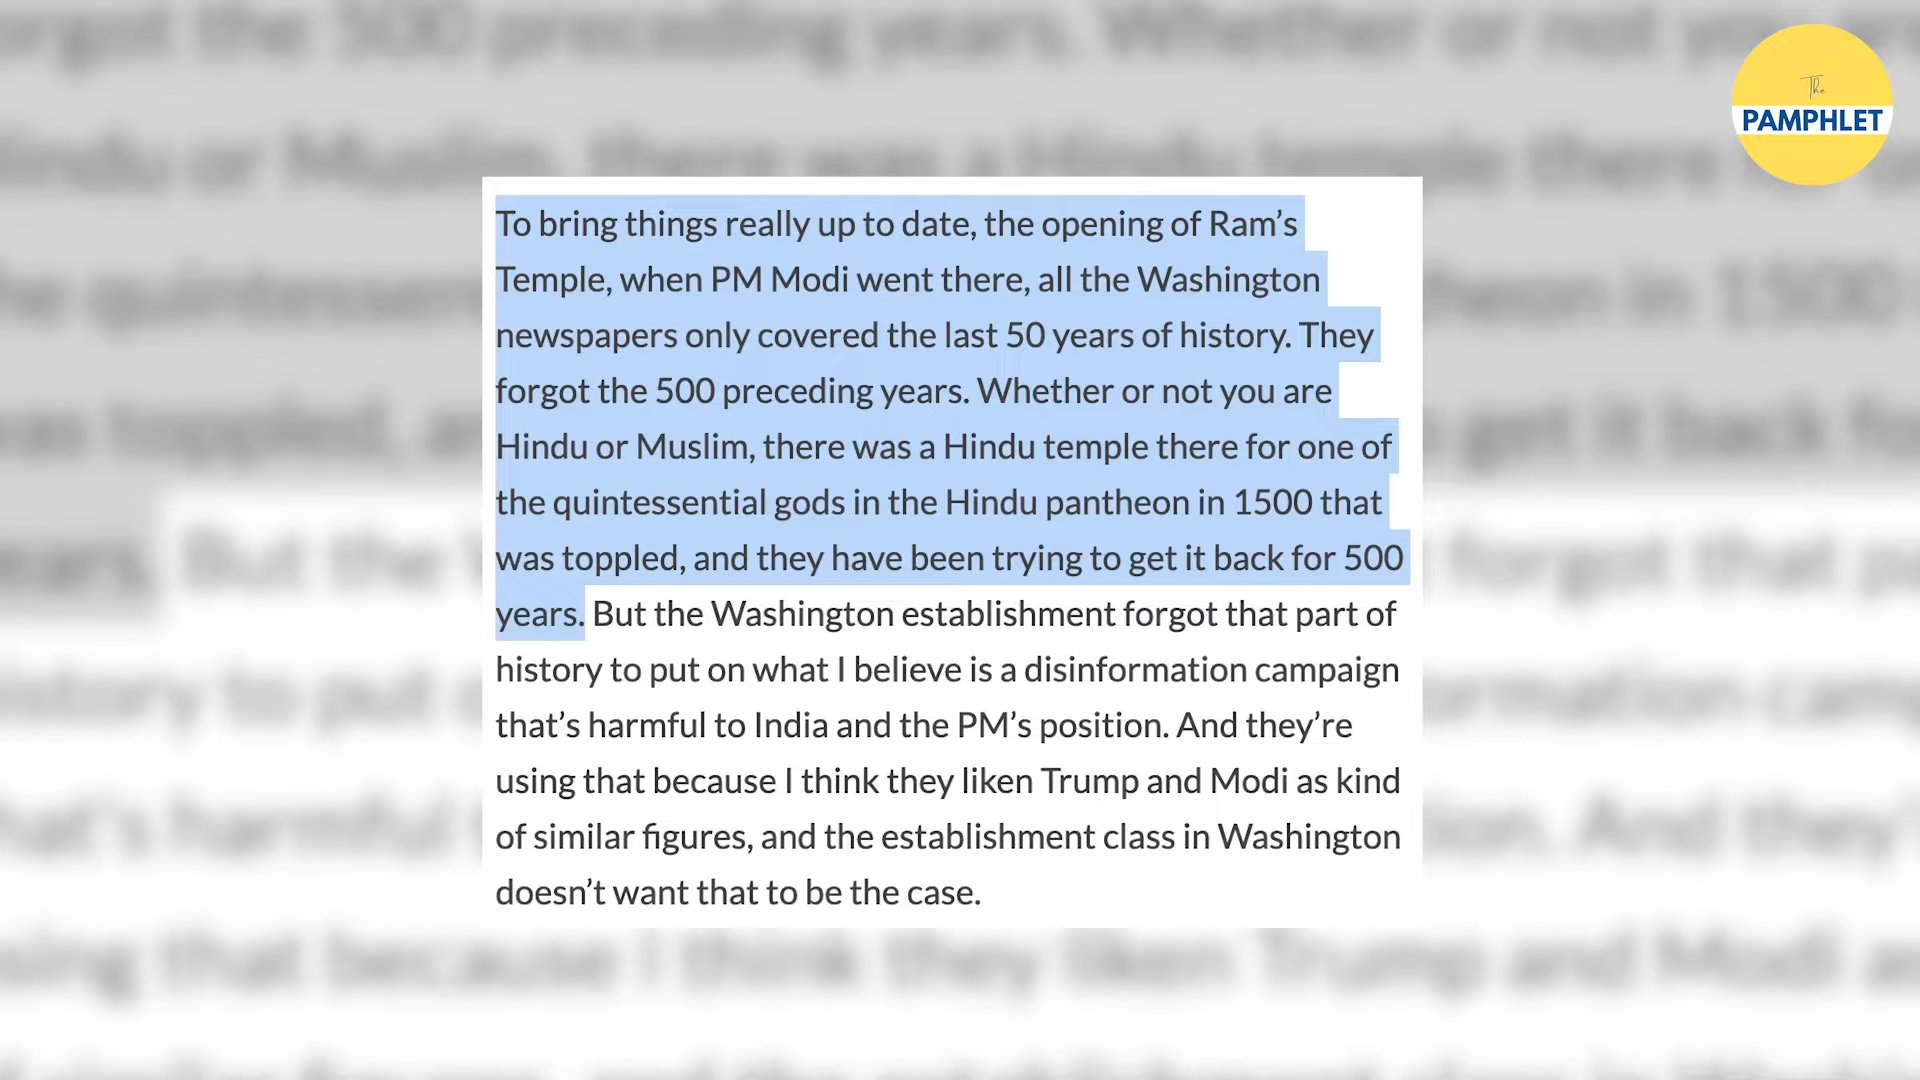 The
PAMPHLET
To bring things really up to date, the opening of Ram’s
Temple, when PM Modi went there, all the Washington
newspapers only covered the last 50 years of history. They
forgot the 500 preceding years. Whether or not you are
Hindu or Muslim, there was a Hindu temple there for one of
the quintessential gods in the Hindu pantheon in 1500 that
was toppled, and they have been trying to get it back for 500
years. But the Washington establishment forgot that part of
history to put on what I believe is a disinformation campaign
that’s harmful to India and the PM’s position. And they’re
using that because I think they liken Trump and Modi as kind
of similar figures, and the establishment class in Washington
doesn’t want that to be the case.